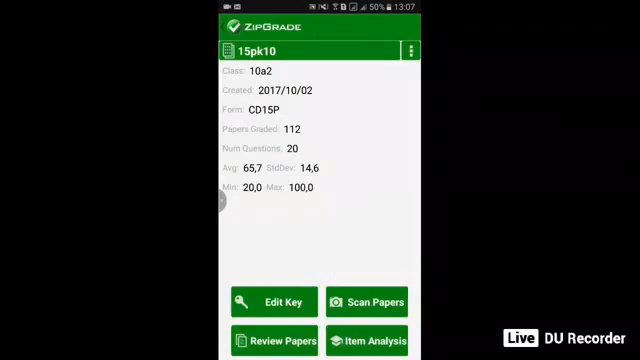 50% 13:07
ZIPGRADE
15pk10
Class: 10a2
Created: 2017/10/02
Form: CD15P
Papers Graded: 112
Num Questions: 20
Avg: 65,7 StdDev: 14,6
Min: 20,0 Max: 100,0
Edit Key
Scan Papers
Review Papers
Item Analysis
Live DU Recorder